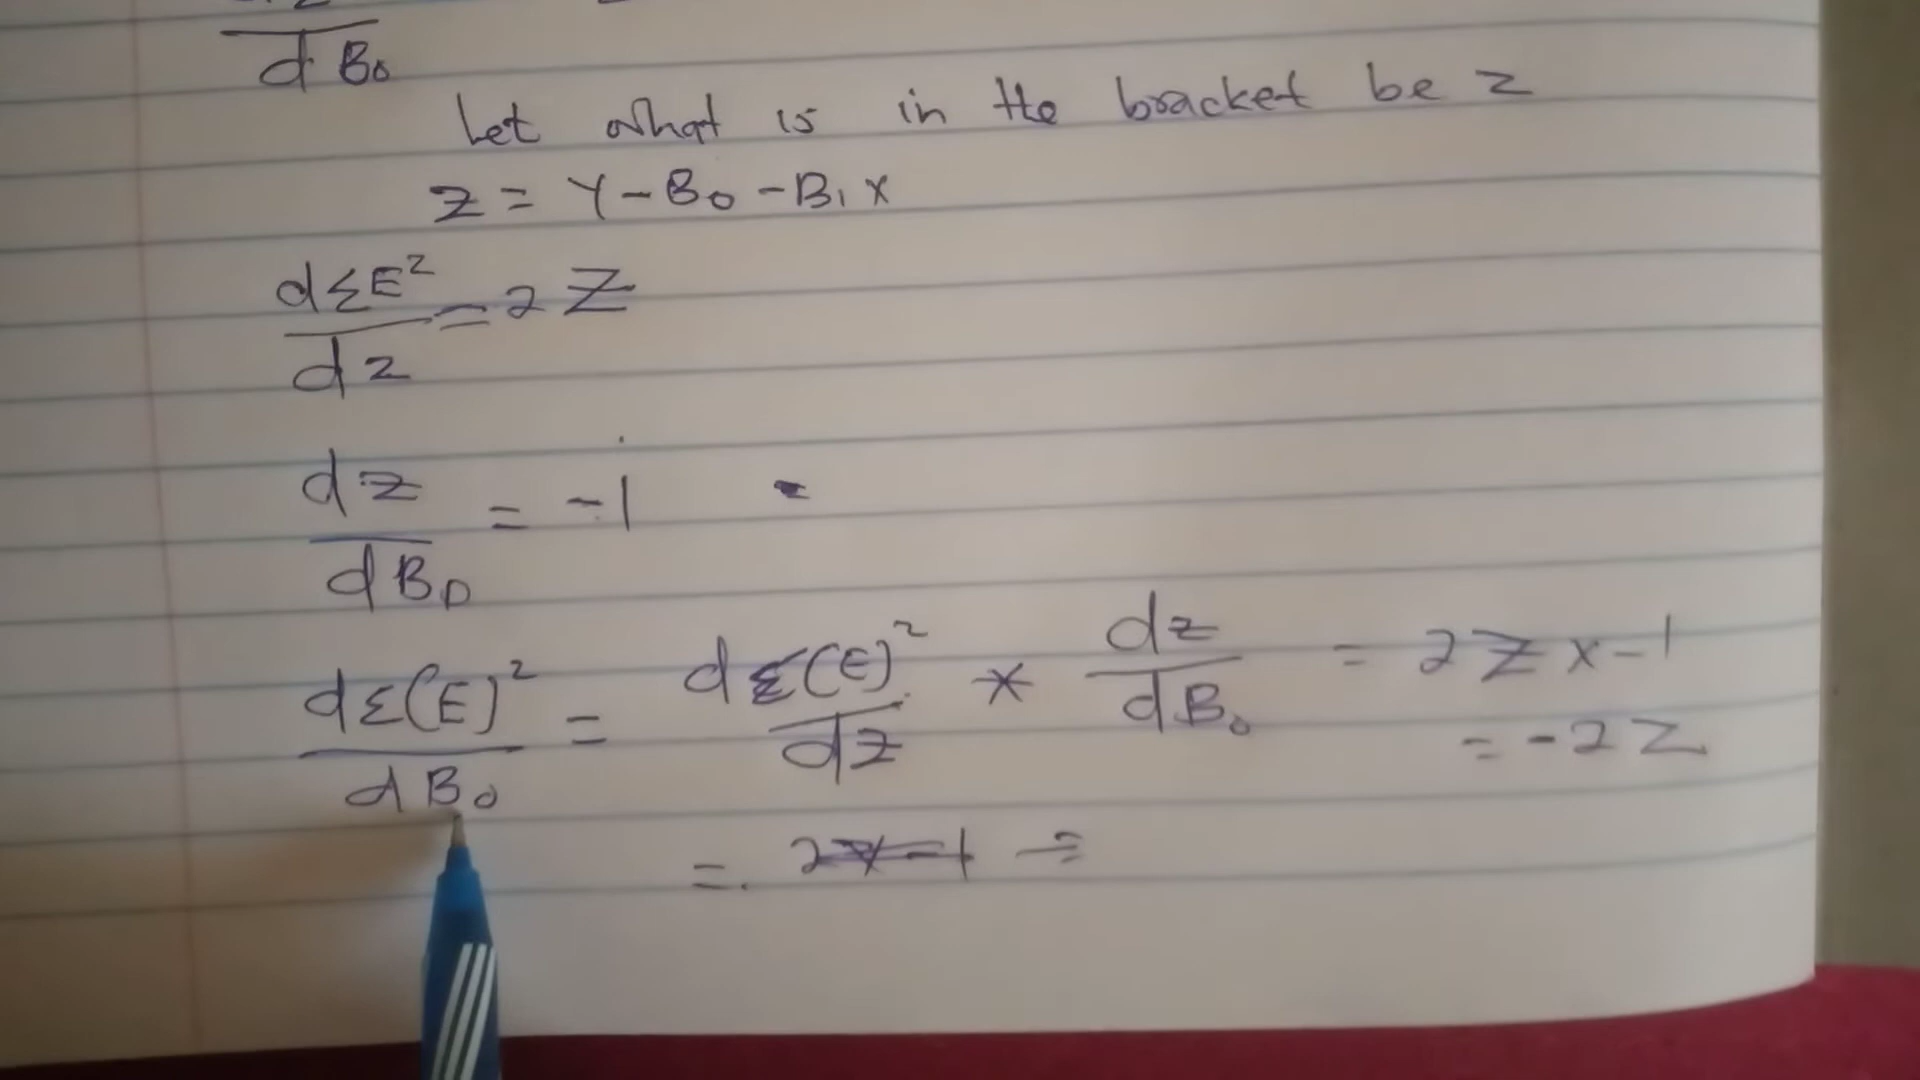 dB₀
Let what is in the bracket be z
z = Y - B₀ - B₁x
dΣE²/dz = 2Z
dz/dB₀ = -1
dΣ(E)²/dB₀ = dΣ(E)²/dz * dz/dB₀ = 2Z x -1
= -2Z